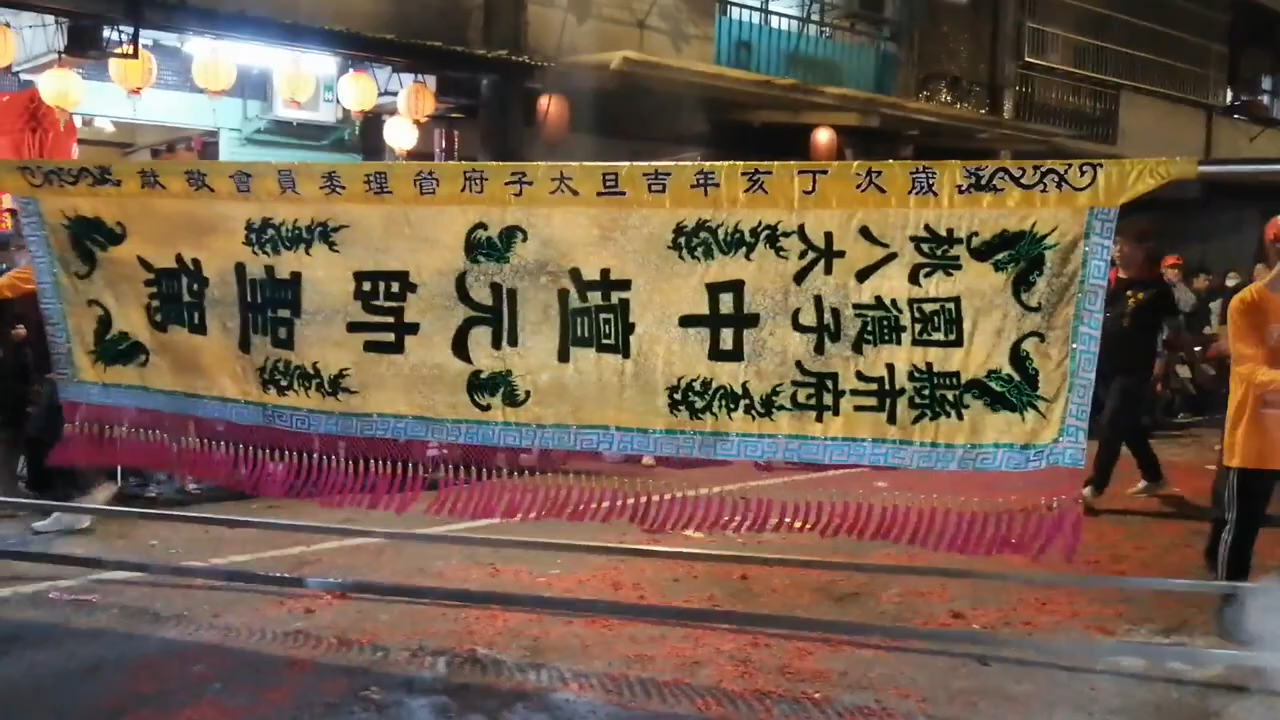 歲次丁亥年吉旦太子府管理委員會敬獻
桃園縣
八德市
太子府
中壇元帥聖駕